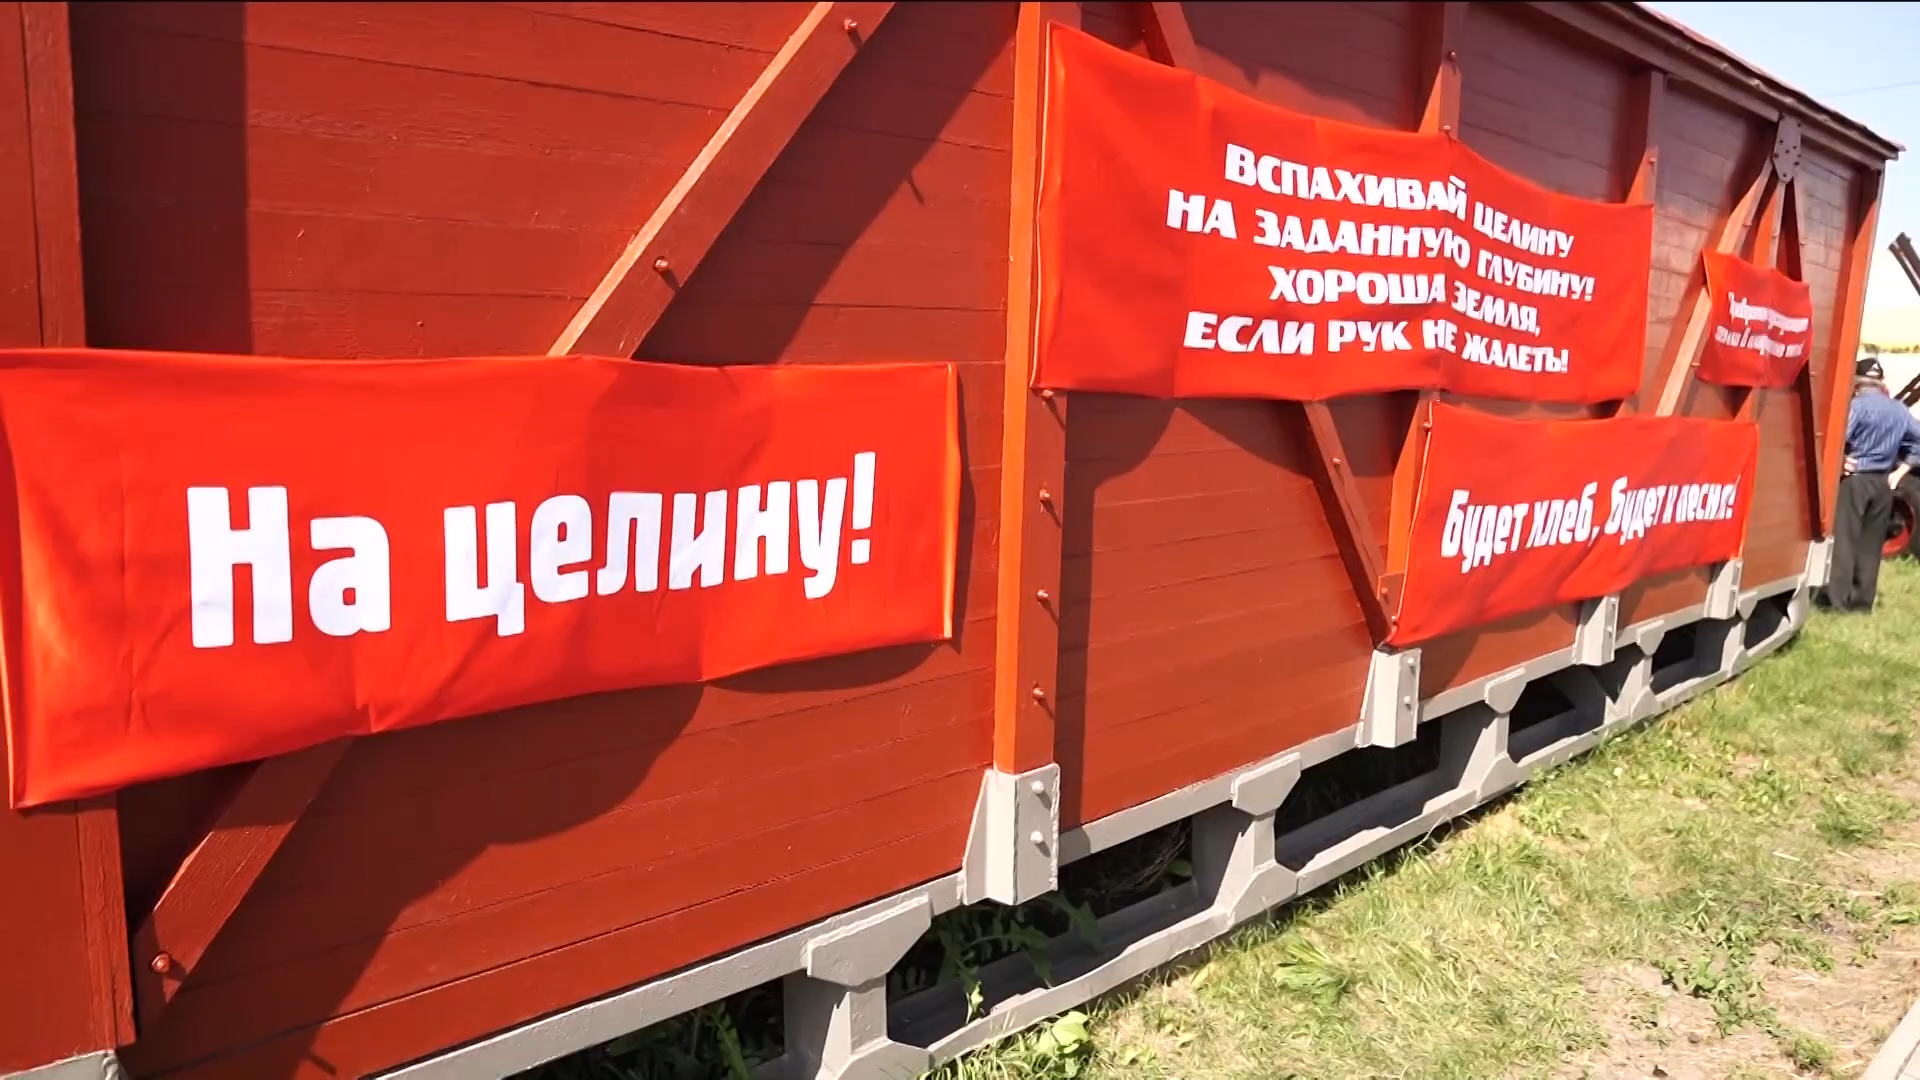 На целину!
ВСПАХИВАЙ ЦЕЛИНУ
НА ЗАДАННУЮ ГЛУБИНУ!
ХОРОША ЗЕМЛЯ,
ЕСЛИ РУК НЕ ЖАЛЕТЬ!
Будет хлеб, будет и песня!